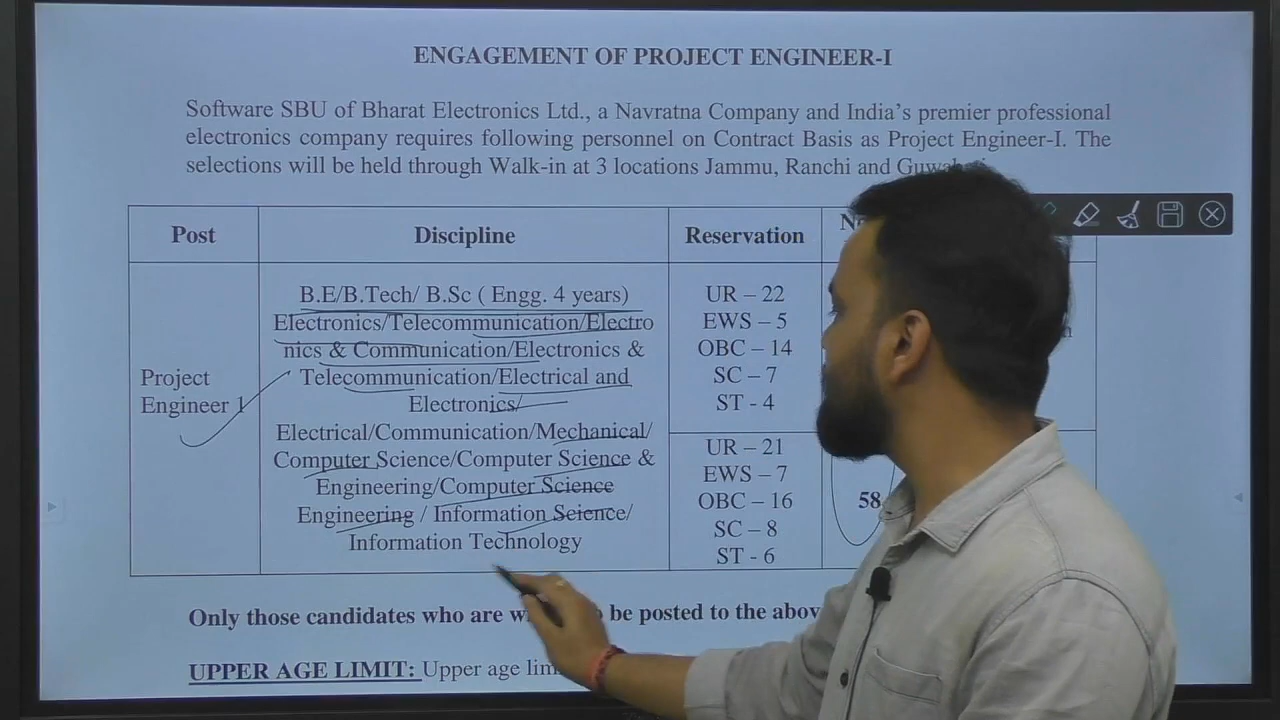 ENGAGEMENT OF PROJECT ENGINEER-I
Software SBU of Bharat Electronics Ltd., a Navratna Company and India's premier professional
electronics company requires following personnel on Contract Basis as Project Engineer-I. The
selections will be held through Walk-in at 3 locations Jammu, Ranchi and
Post
Discipline
Reservation
Project
Engineer 1
B.E/B.Tech/ B.Sc ( Engg. 4 years)
Electronics/Telecommunication/Electro
nics & Communication/Electronics &
Telecommunication/Electrical and
Electronics/
Electrical/Communication/Mechanical/
Computer Science/Computer Science &
Engineering/Computer Science
Engineering / Information Science/
Information Technology
UR – 22
EWS – 5
OBC – 14
SC – 7
ST - 4
UR – 21
EWS – 7
OBC – 16
SC – 8
ST - 6
58
Only those candidates who are be posted to the
UPPER AGE LIMIT: Upper age